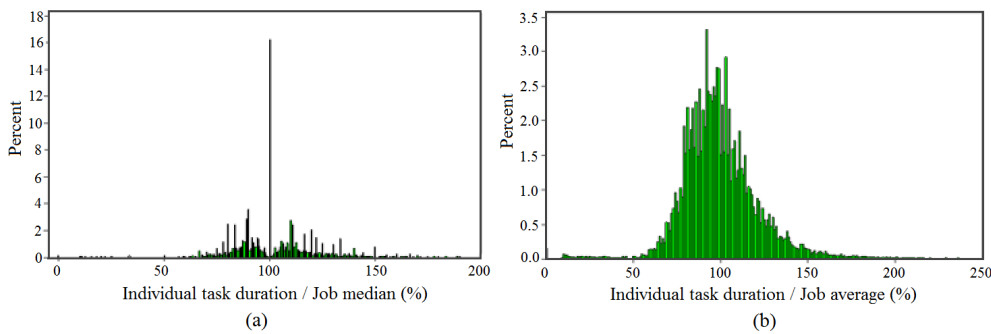 18
16
14
12
10
8
6
4
2
0
Percent
0 50 100 150 200
Individual task duration / Job median (%)
(a)
3.5
3.0
2.5
2.0
1.5
1.0
0.5
0.0
Percent
0 50 100 150 200 250
Individual task duration / Job average (%)
(b)